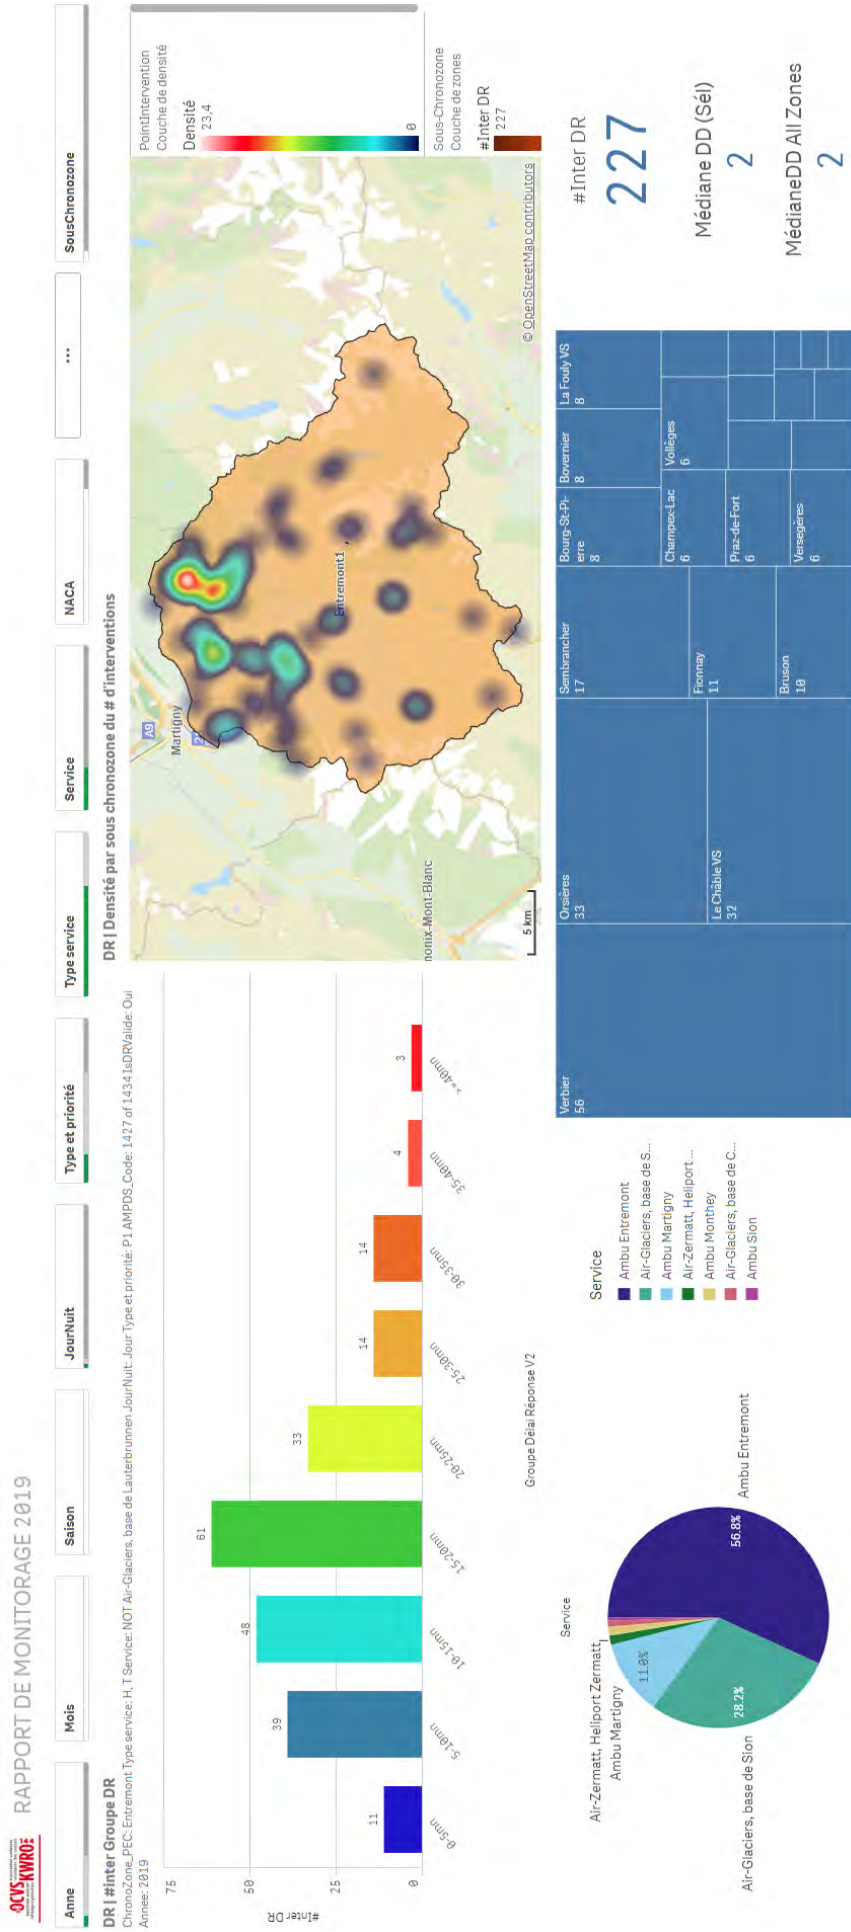 OCVS
KWRO
RAPPORT DE MONITORAGE 2019
Anne
Mois
Saison
JourNuit
Type et priorité
Type service
Service
NACA
...
SousChronozone
DR | #inter Groupe DR
ChronoZone_PEC: Entremont Type service: H, T Service: NOT Air-Glaciers, base de Lauterbrunnen JourNuit: Jour Type et priorité: P1 AMPDS_Code: 1427 of 1434 IsDRValide: Oui
Annee: 2019
#Inter DR
75
50
25
0
11
39
48
61
33
14
14
4
3
0-5mn
5-10mn
10-15mn
15-20mn
20-25mn
25-30mn
30-35mn
35-40mn
>=40mn
Groupe Délai Réponse V2
DR | Densité par sous chronozone du # d'interventions
A9
Martigny
Entremont1
nonix-Mont-Blanc
5 km
© OpenStreetMap contributors
PointIntervention
Couche de densité
Densité
23,4
0
Sous-Chronozone
Couche de zones
#Inter DR
227
Service
Air-Zermatt, Heliport Zermatt
Ambu Martigny
11.0%
28.2%
56.8%
Air-Glaciers, base de Sion
Ambu Entremont
Service
Ambu Entremont
Air-Glaciers, base de S...
Ambu Martigny
Air-Zermatt, Heliport ...
Ambu Monthey
Air-Glaciers, base de C...
Ambu Sion
Verbier
56
Orsières
33
Le Châble VS
32
Sembrancher
17
Fionnay
11
Bruson
10
Bourg-St-Pi-
erre
8
Bovernier
8
La Fouly VS
8
Champex-Lac
6
Vollèges
6
Praz-de-Fort
6
Versegères
6
#Inter DR
227
Médiane DD (Sél)
2
MédianeDD All Zones
2